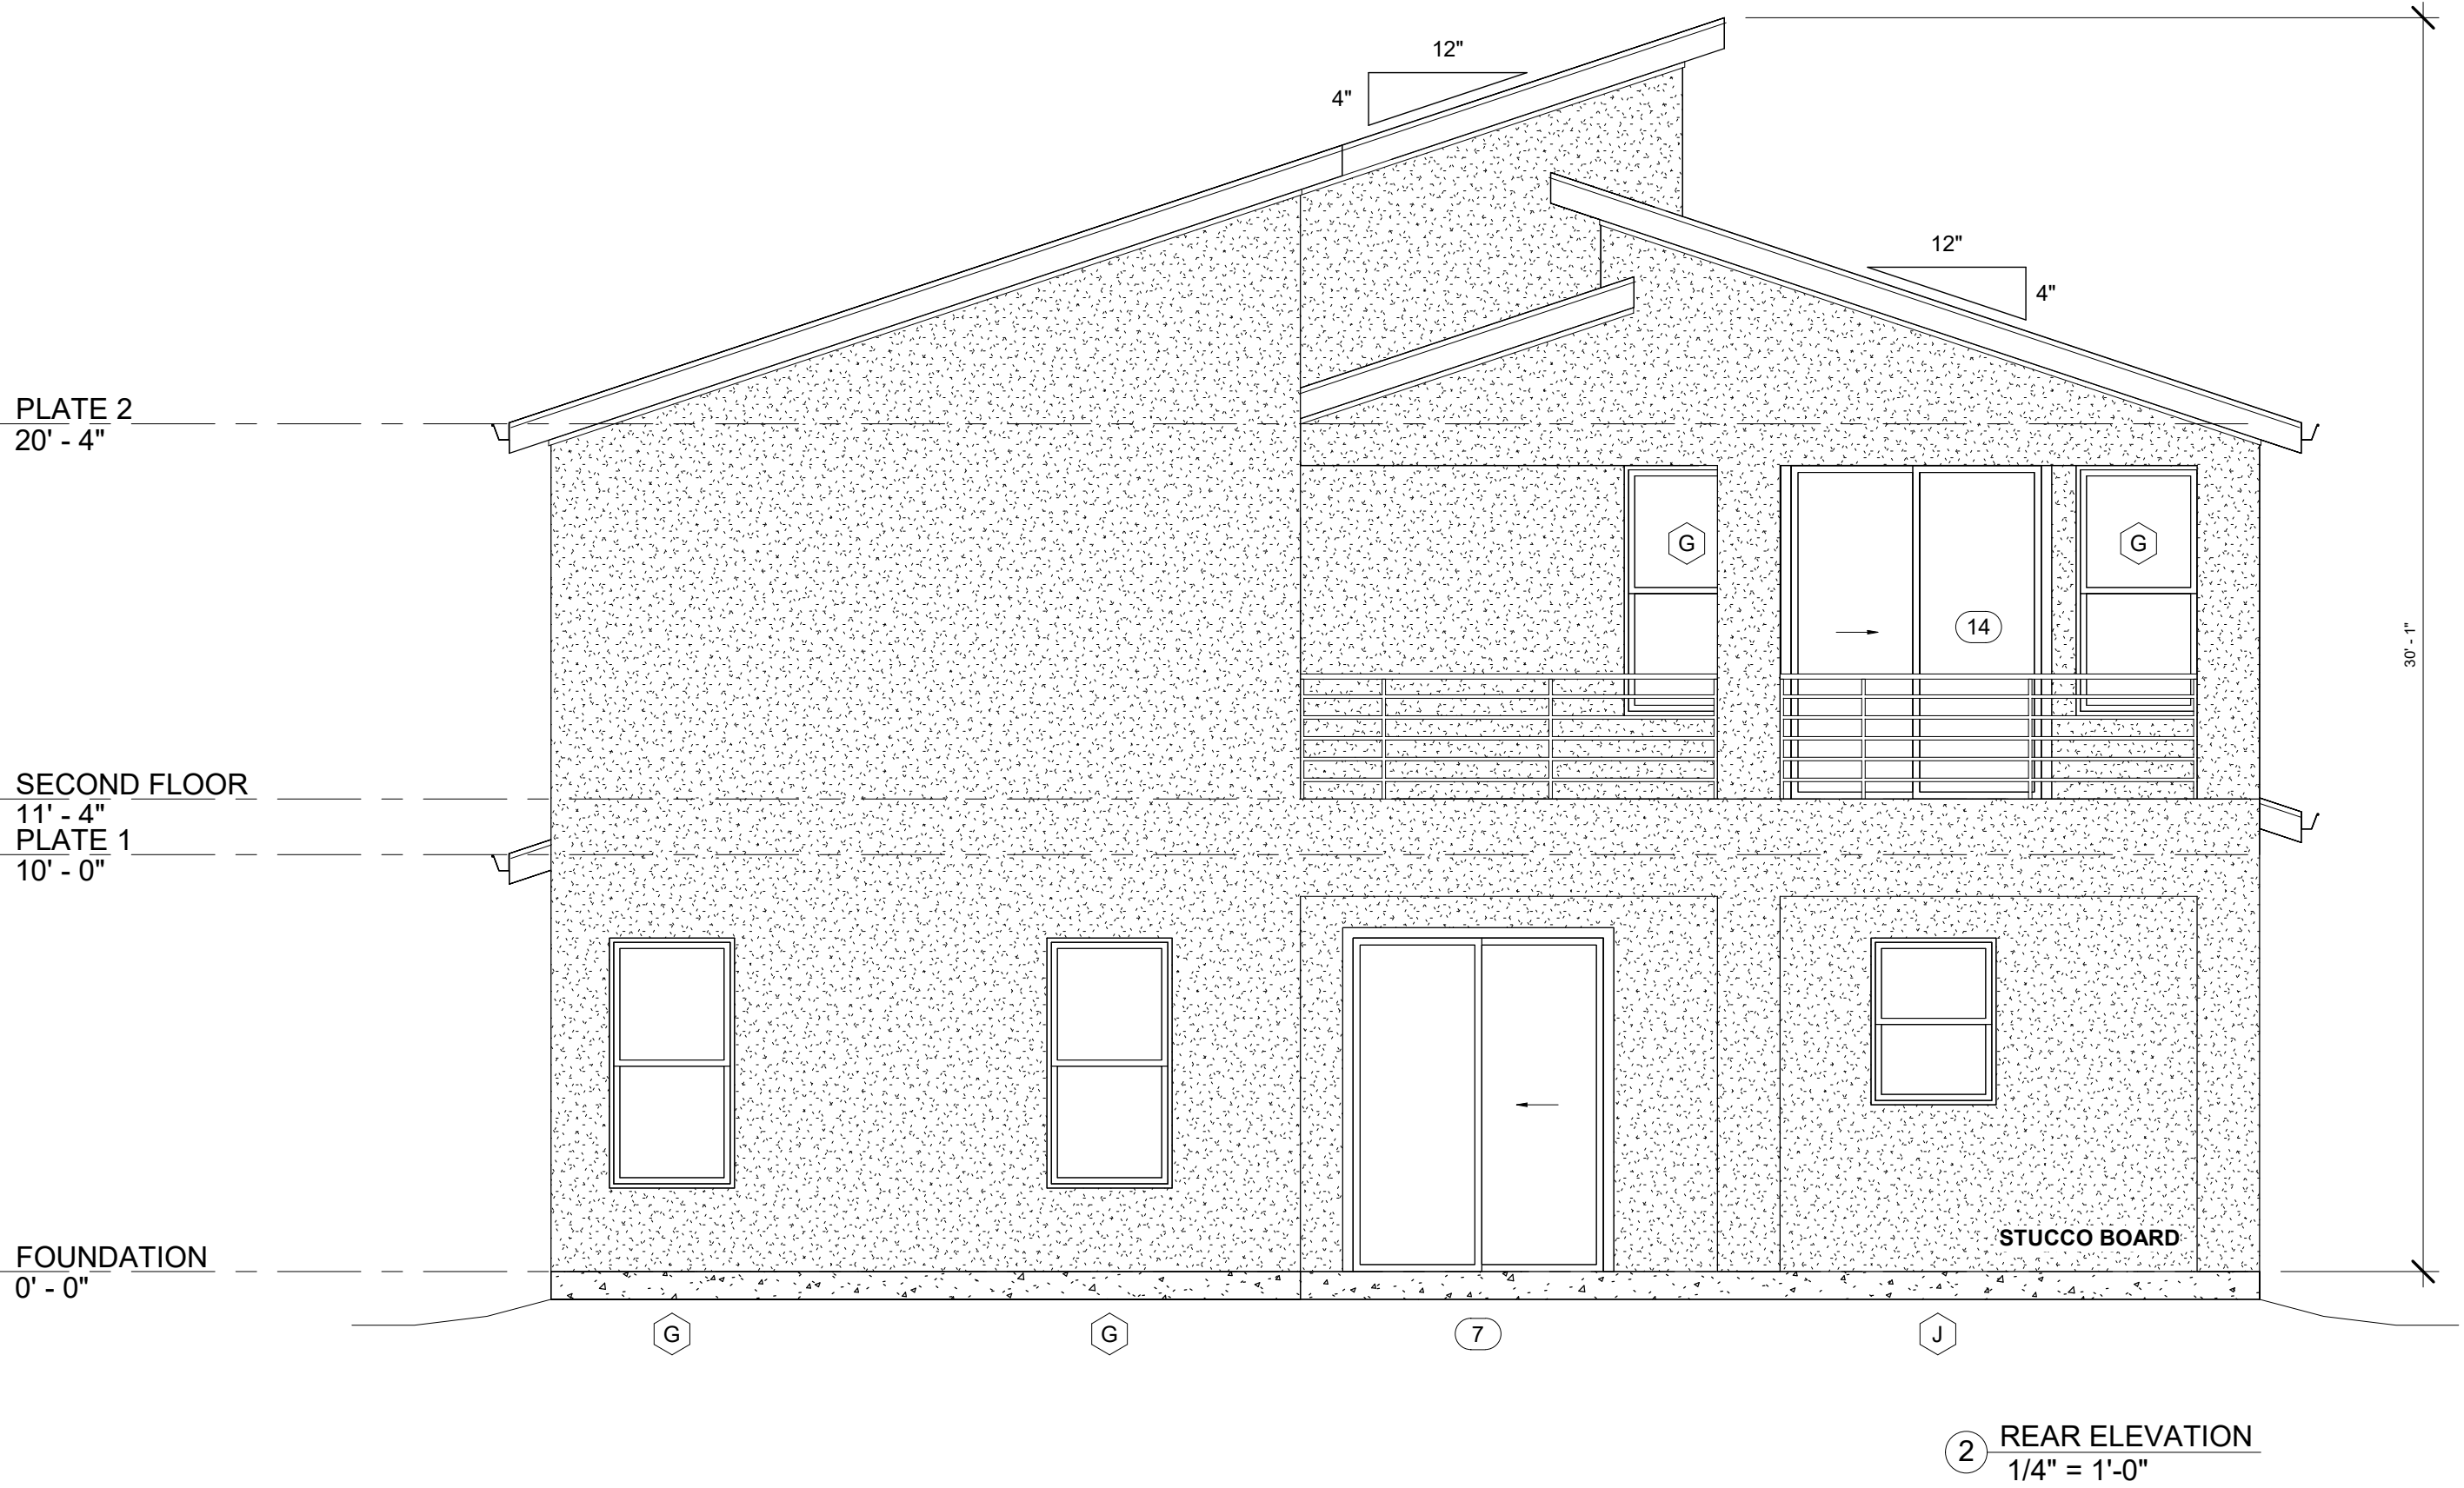 12"
4"
12"
4"
PLATE 2
20' - 4"
G
G
14
30' - 1"
SECOND FLOOR
11' - 4"
PLATE 1
10' - 0"
STUCCO BOARD
FOUNDATION
0' - 0"
G
G
7
J
2
REAR ELEVATION
1/4" = 1'-0"